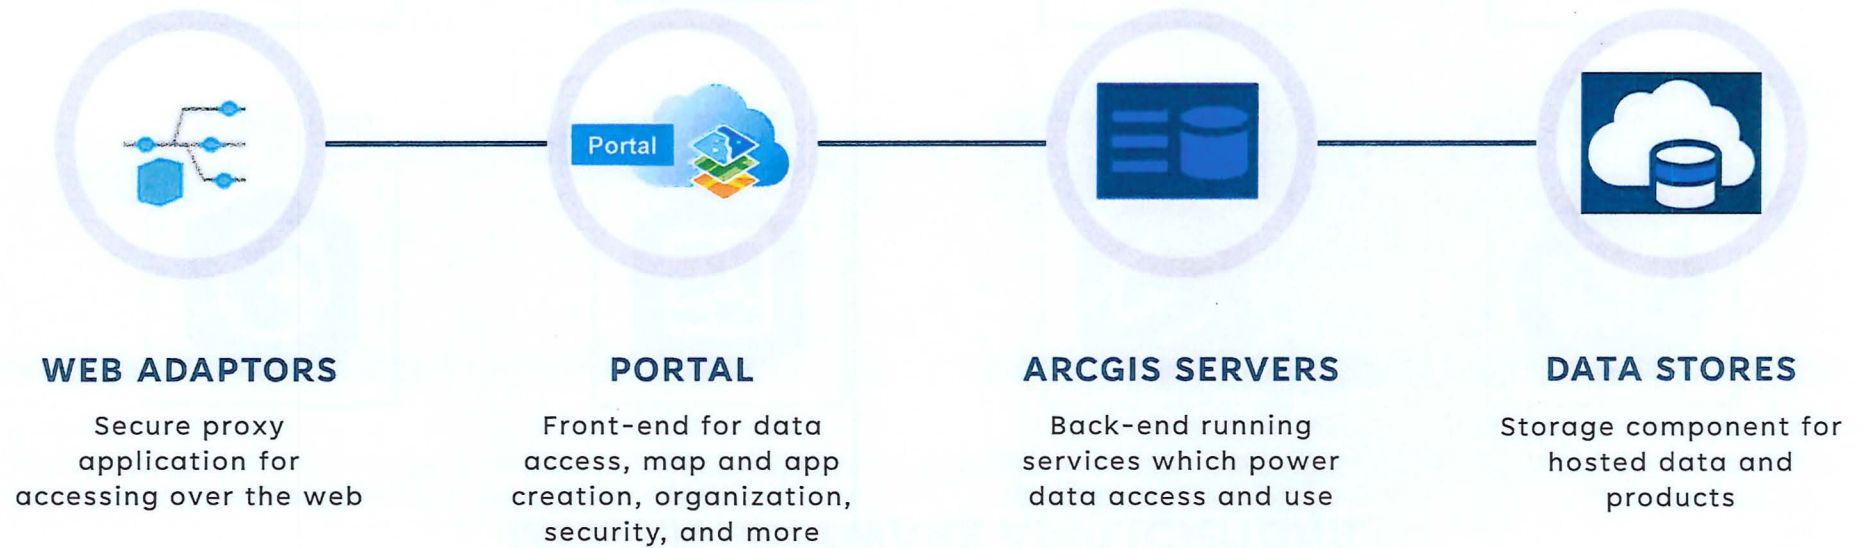 Portal
WEB ADAPTORS
Secure proxy
application for
accessing over the web
PORTAL
Front-end for data
access, map and app
creation, organization,
security, and more
ARCGIS SERVERS
Back-end running
services which power
data access and use
DATA STORES
Storage component for
hosted data and
products